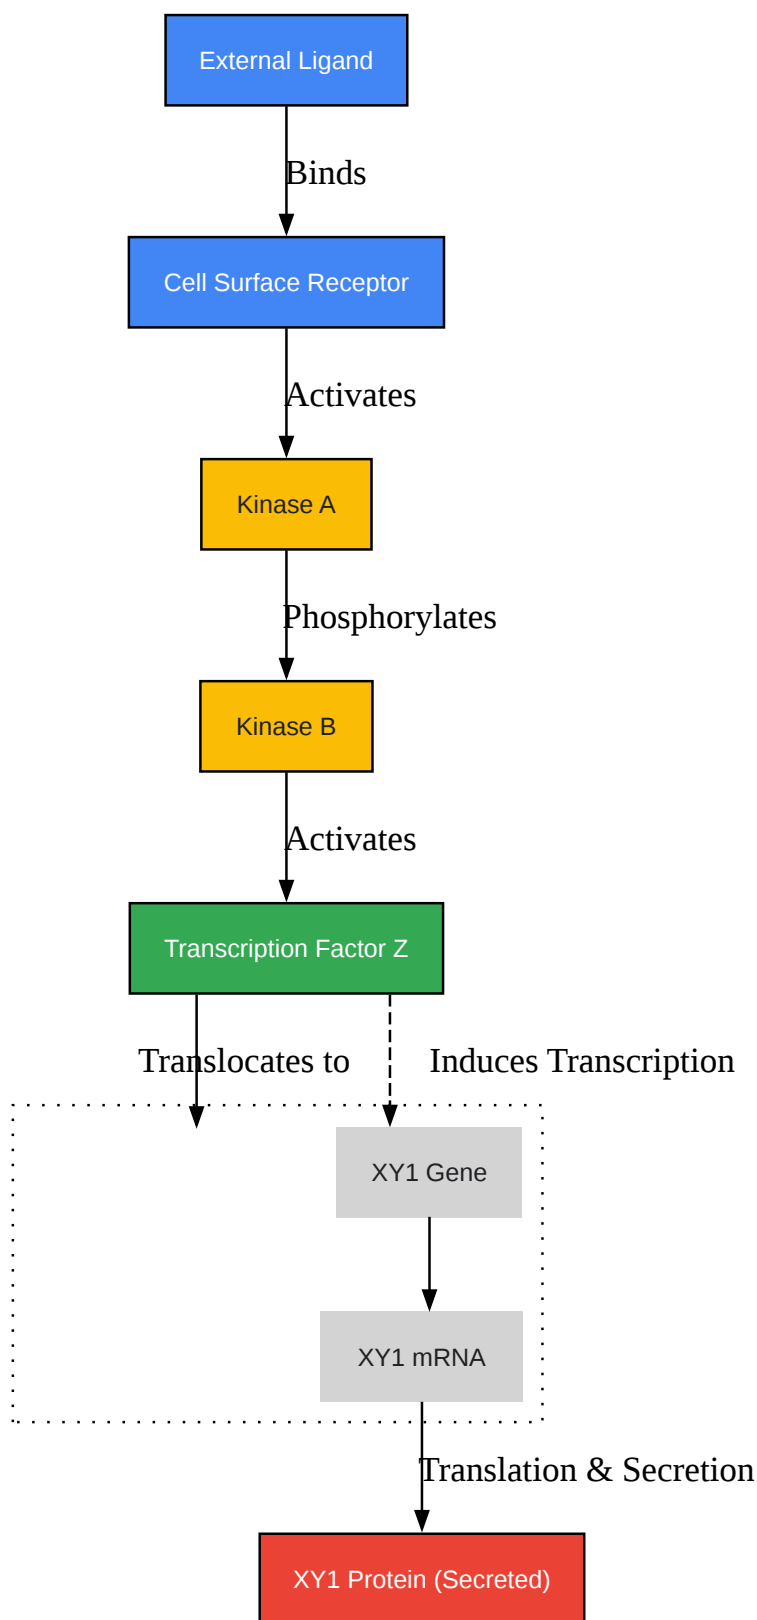 External Ligand
Binds
Cell Surface Receptor
Activates
Kinase A
Phosphorylates
Kinase B
Activates
Transcription Factor Z
Translocates to
Induces Transcription
XY1 Gene
XY1 mRNA
Translation & Secretion
XY1 Protein (Secreted)